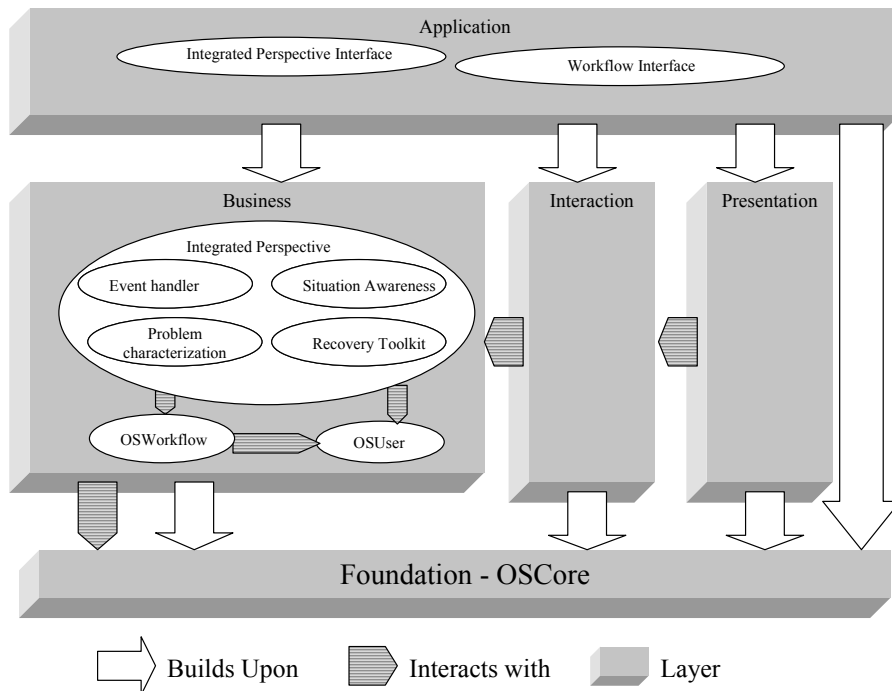 Application
Integrated Perspective Interface
Workflow Interface
Business
Interaction
Presentation
Integrated Perspective
Event handler
Situation Awareness
Problem
characterization
Recovery Toolkit
OSWorkflow
OSUser
Foundation - OSCore
Builds Upon
Interacts with
Layer